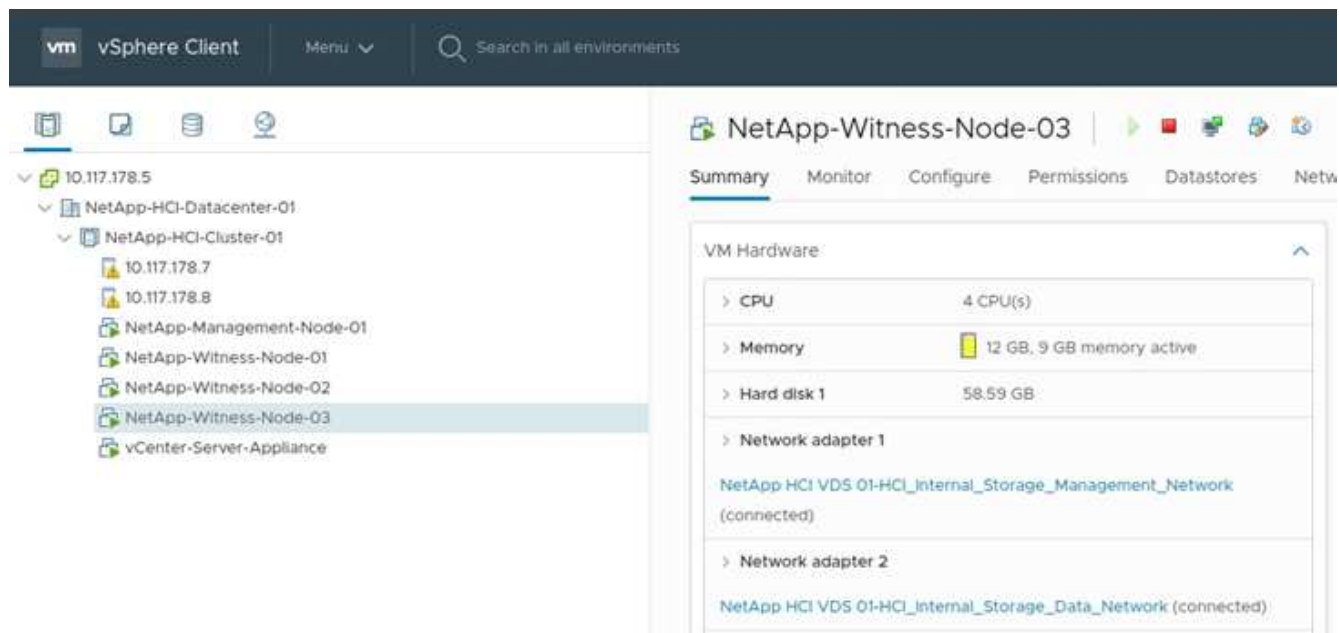 vm vSphere Client Menu Search in all environments
10.117.178.5
NetApp-HCI-Datacenter-01
NetApp-HCI-Cluster-01
10.117.178.7
10.117.178.8
NetApp-Management-Node-01
NetApp-Witness-Node-01
NetApp-Witness-Node-02
NetApp-Witness-Node-03
vCenter-Server-Appliance
NetApp-Witness-Node-03
Summary Monitor Configure Permissions Datastores Netw
VM Hardware
CPU 4 CPU(s)
Memory 12 GB, 9 GB memory active
Hard disk 1 58.59 GB
Network adapter 1
NetApp HCI VDS 01-HCI_Internal_Storage_Management_Network
(connected)
Network adapter 2
NetApp HCI VDS 01-HCI_Internal_Storage_Data_Network (connected)